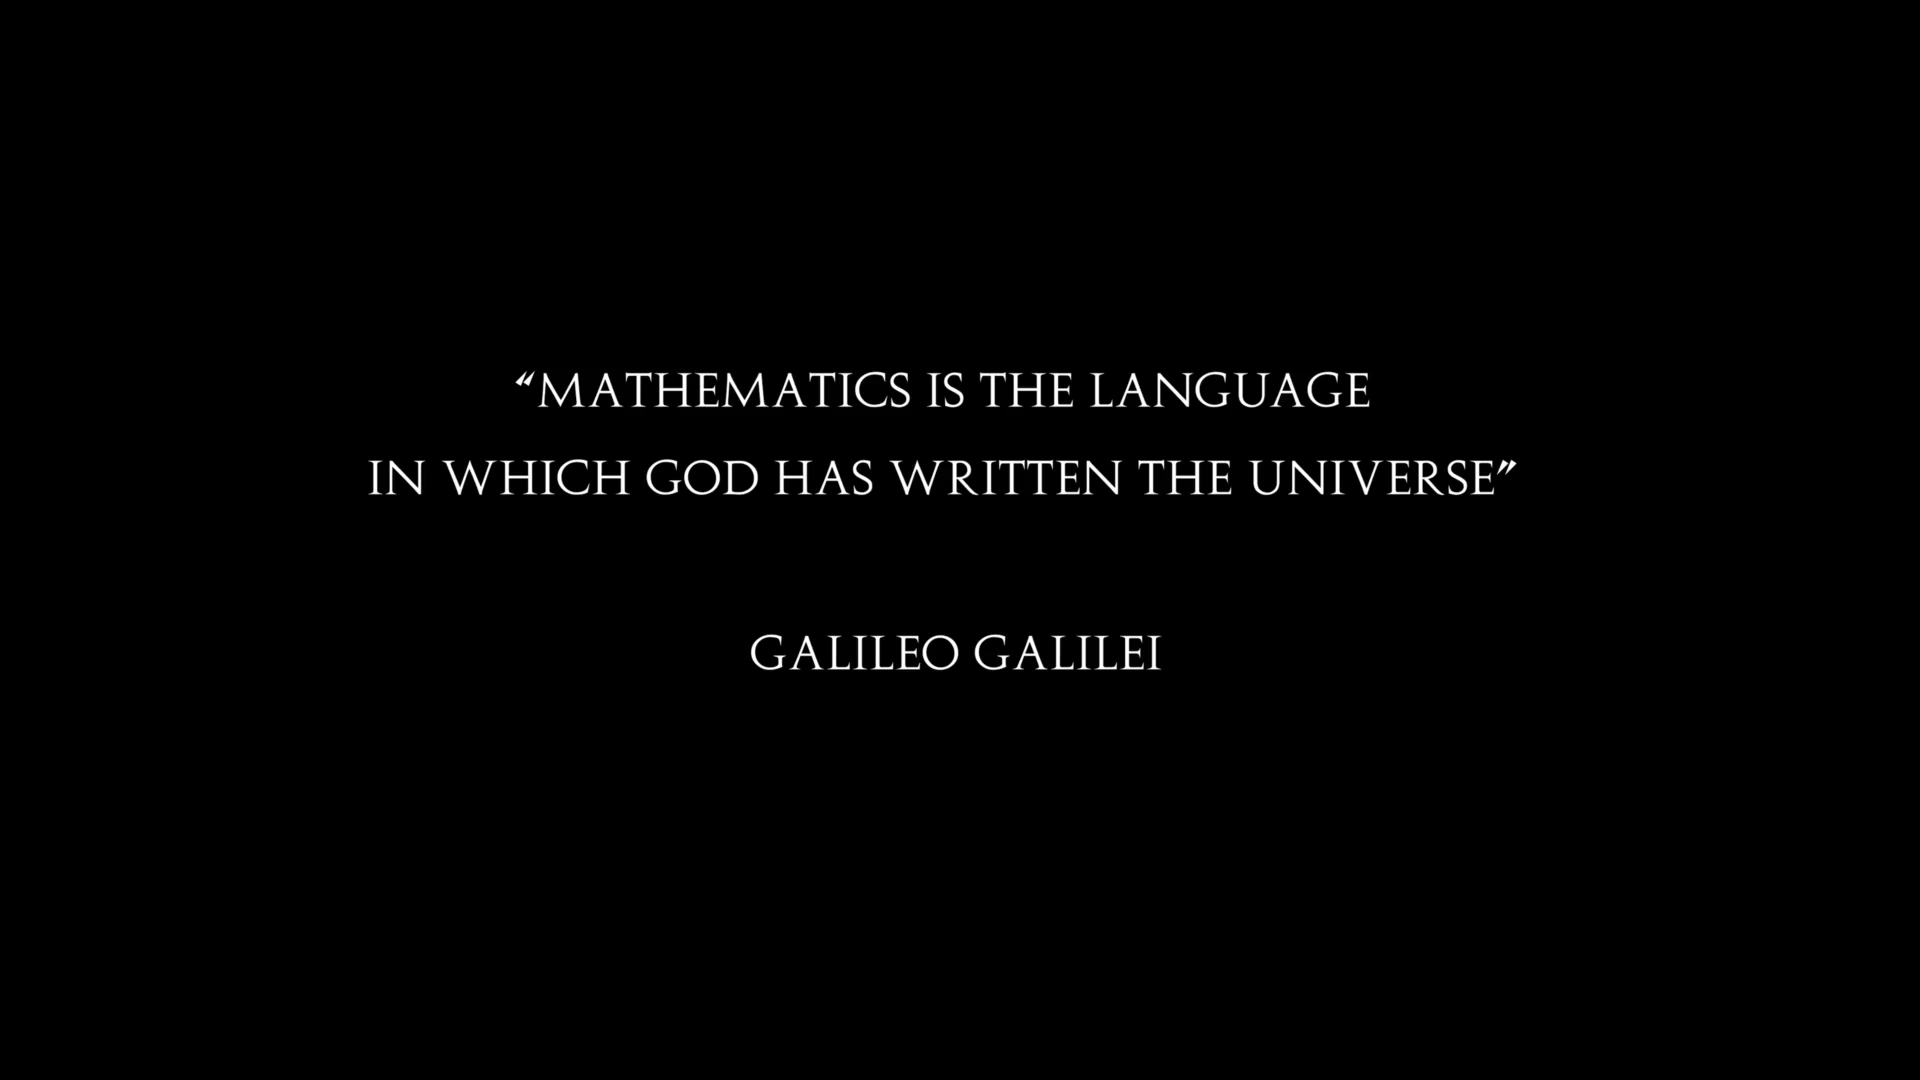 “MATHEMATICS IS THE LANGUAGE
IN WHICH GOD HAS WRITTEN THE UNIVERSE”
GALILEO GALILEI